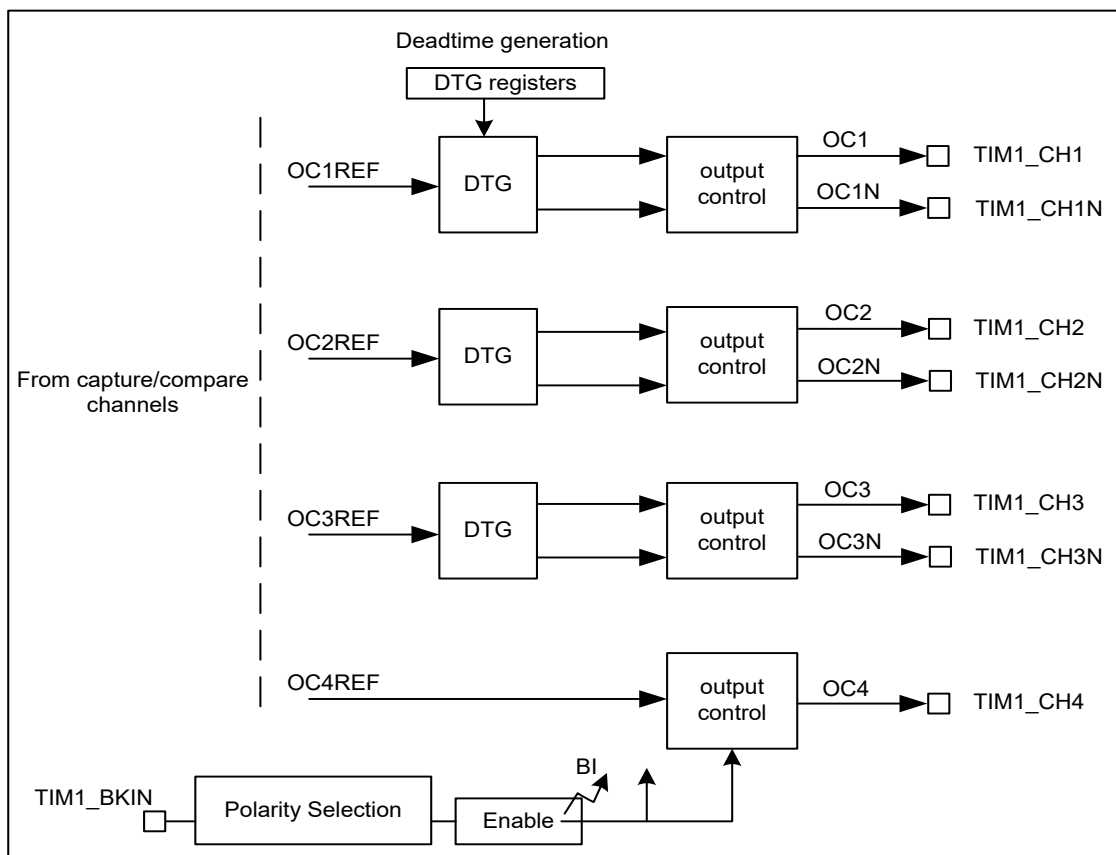 Deadtime generation
DTG registers
OC1REF
DTG
output
control
OC1
TIM1_CH1
OC1N
TIM1_CH1N
From capture/compare
channels
OC2REF
DTG
output
control
OC2
TIM1_CH2
OC2N
TIM1_CH2N
OC3REF
DTG
output
control
OC3
TIM1_CH3
OC3N
TIM1_CH3N
OC4REF
output
control
OC4
TIM1_CH4
TIM1_BKIN
Polarity Selection
Enable
BI